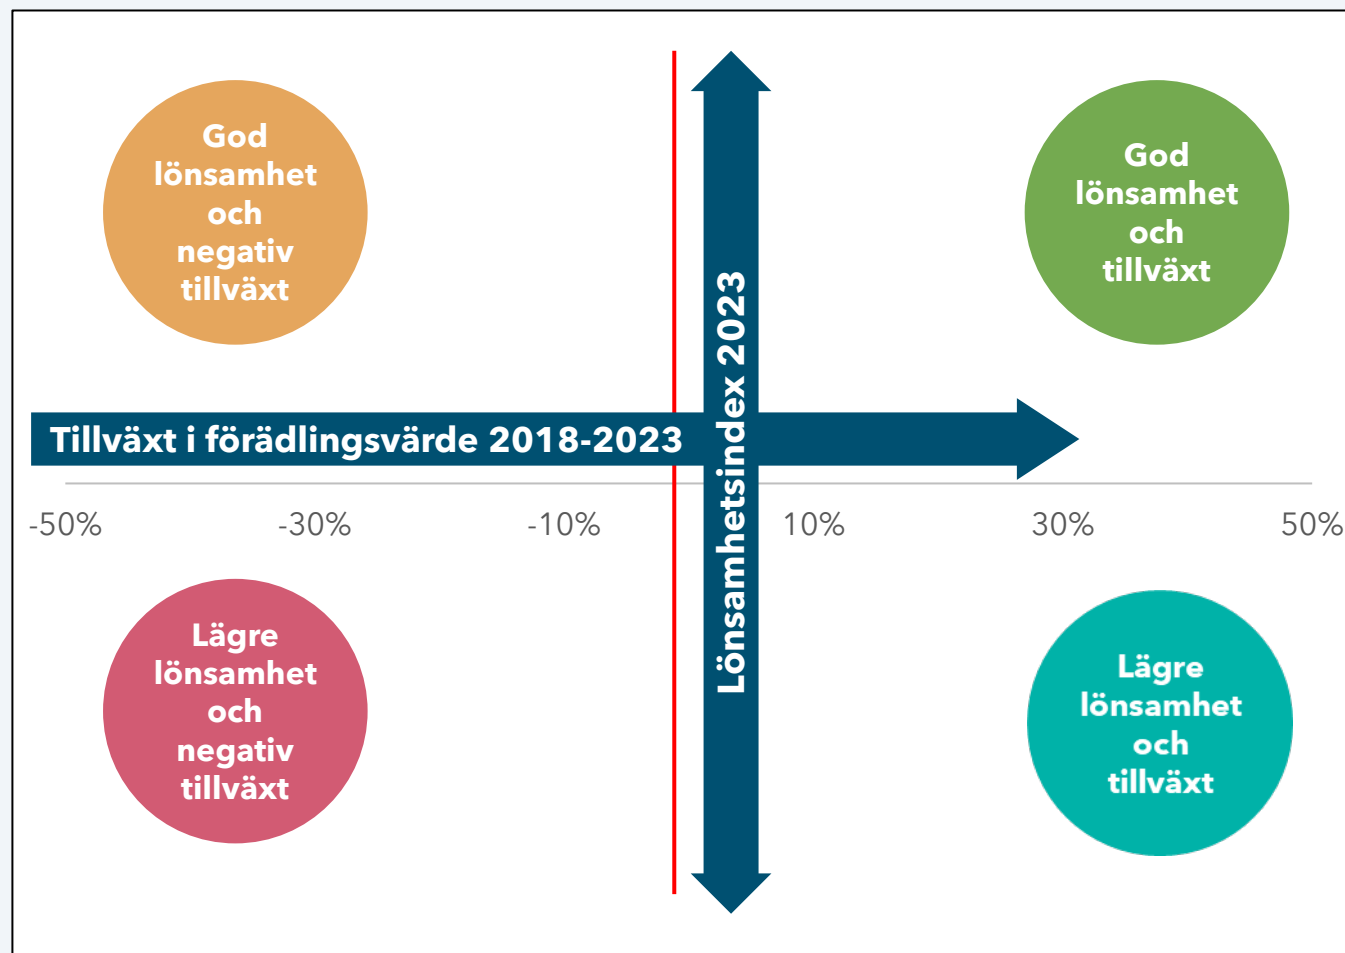 God
lönsamhet
och
negativ
tillväxt
God
lönsamhet
och
tillväxt
Lönsamhetsindex 2023
Tillväxt i förädlingsvärde 2018-2023
-50%
-30%
-10%
10%
30%
50%
Lägre
lönsamhet
och
negativ
tillväxt
Lägre
lönsamhet
och
tillväxt